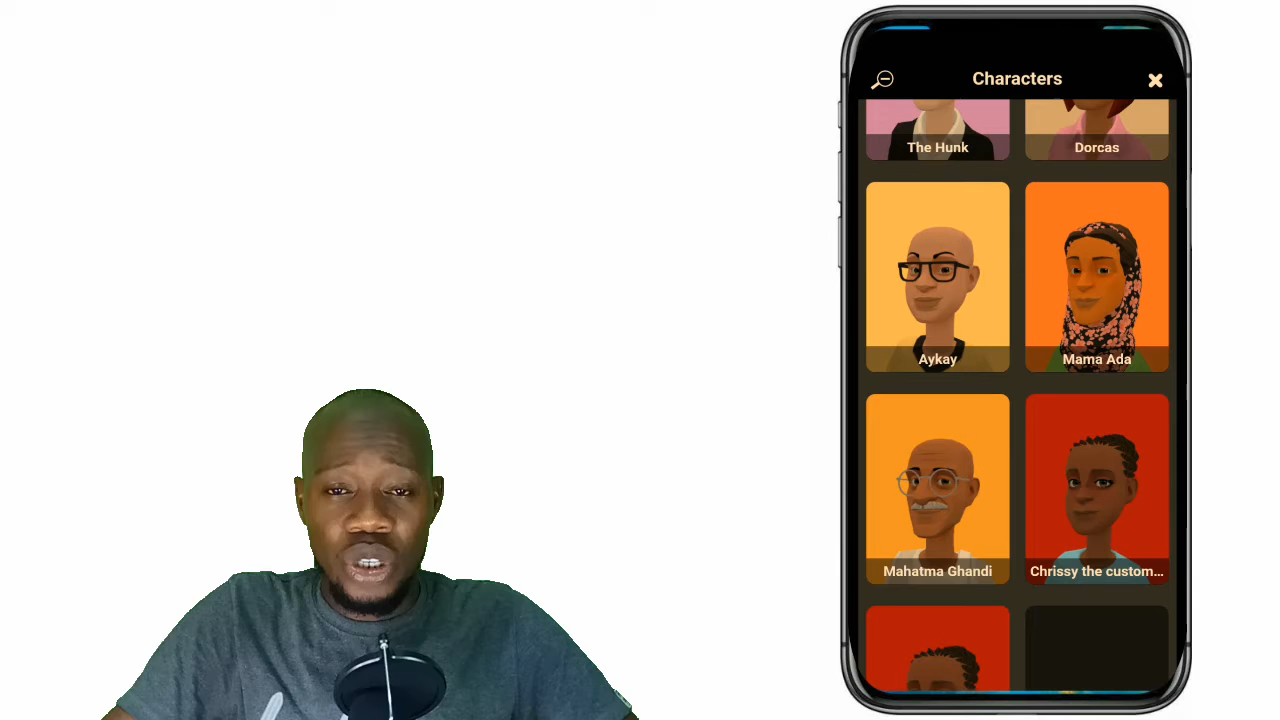 Characters
The Hunk
Dorcas
Aykay
Mama Ada
Mahatma Ghandi
Chrissy the custom...